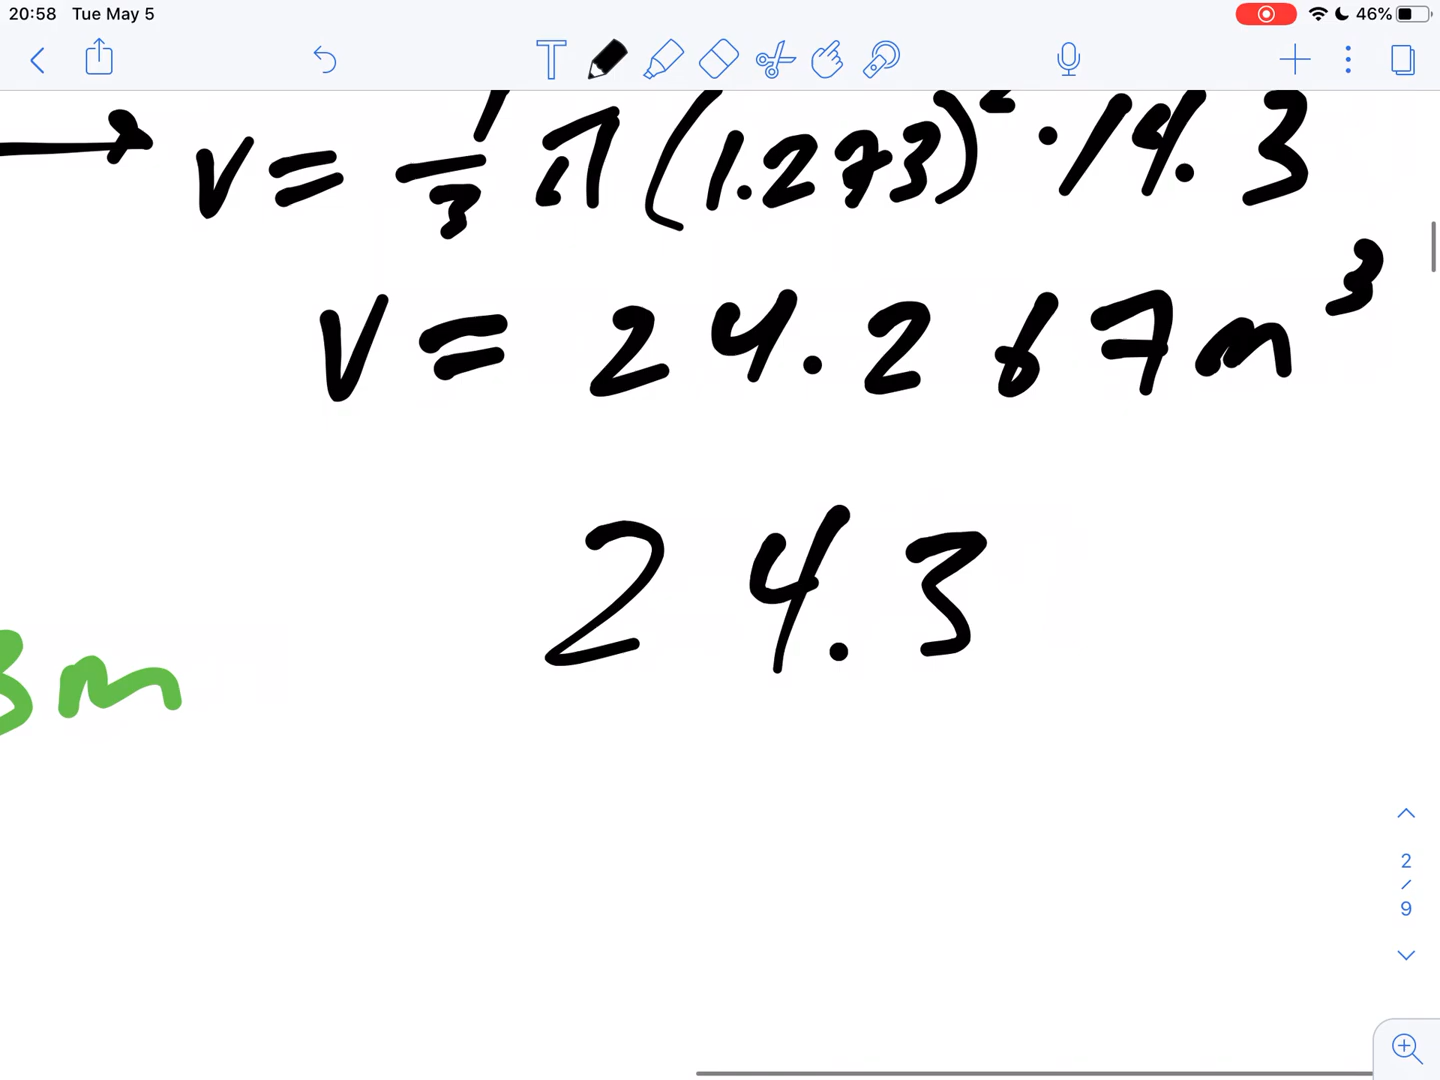 20:58 Tue May 5 46%
T
V = 1/3 π (1.273)² · 14.3
V = 24.267m³
24.3
3m
2
/
9